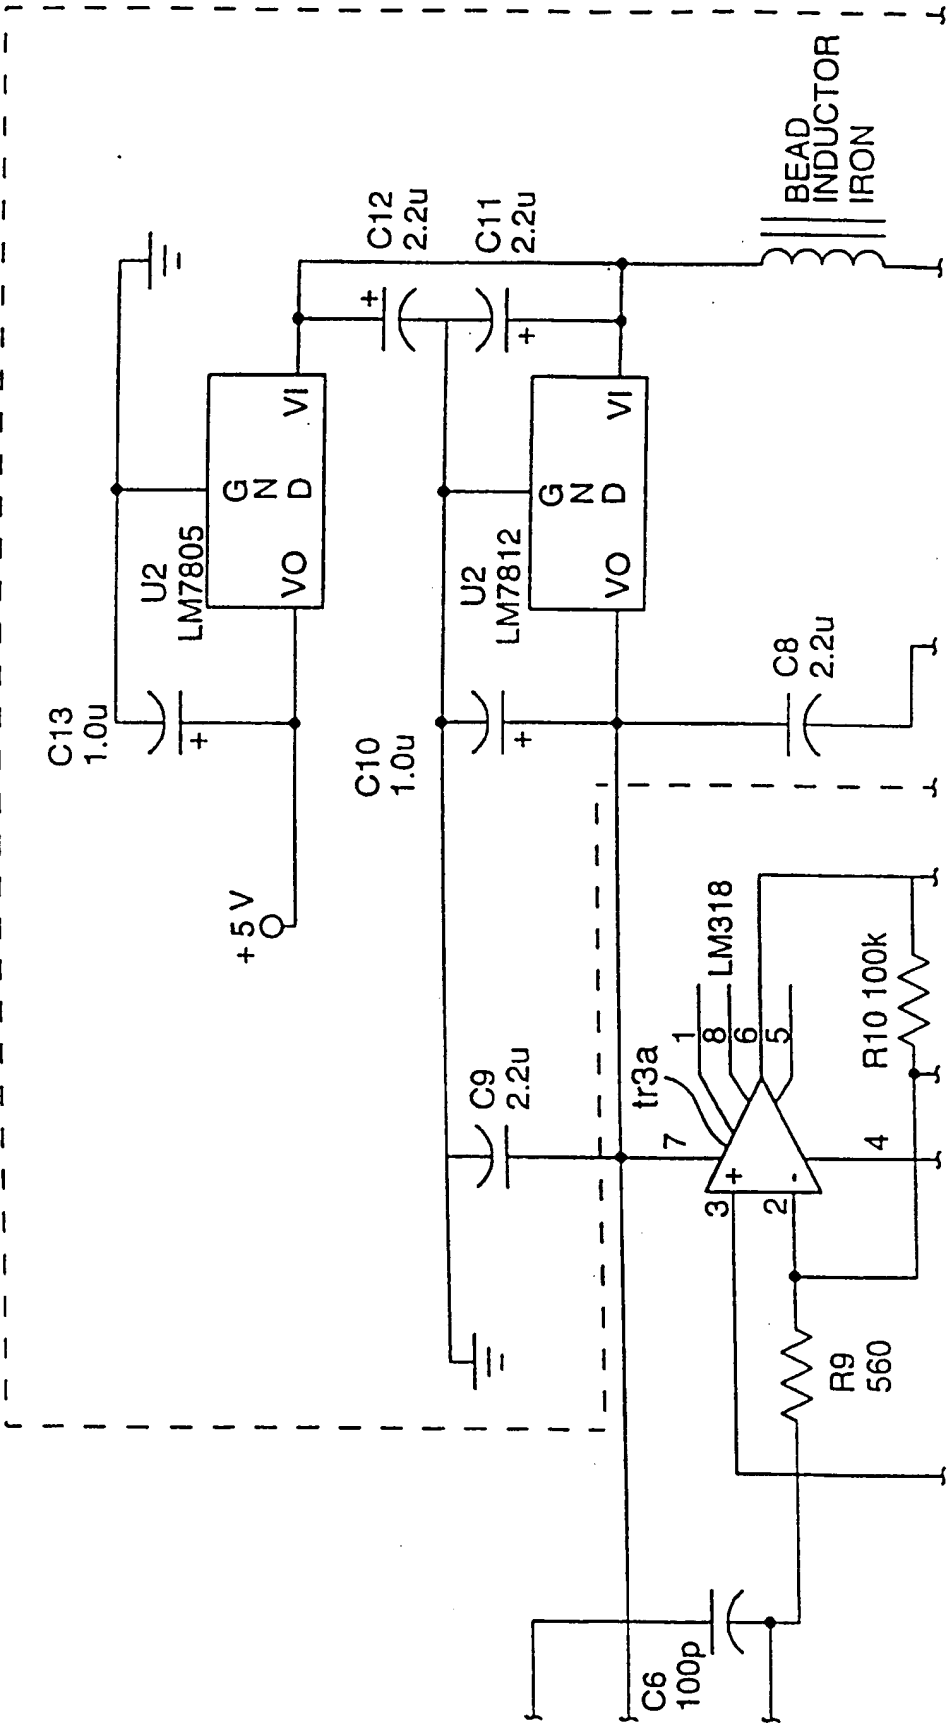 C13
1.0u
U2
LM7805
GND
VO
VI
+5 V
C12
2.2u
C11
2.2u
C10
1.0u
U2
LM7812
GND
VO
VI
C9
2.2u
C8
2.2u
BEAD
INDUCTOR
IRON
tr3a
LM318
1
8
6
5
7
4
3
2
+
-
R10 100k
R9
560
C6
100p
+
+
+
+